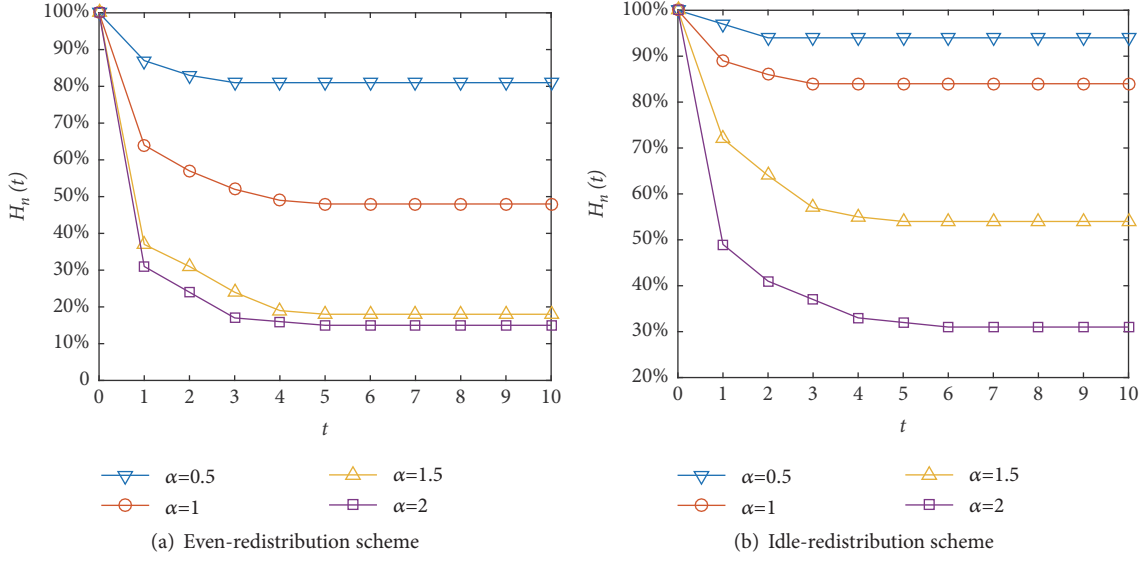 100%
90%
80%
70%
60%
50%
40%
30%
20%
10%
0
Hn (t)
0 1 2 3 4 5 6 7 8 9 10
t
α=0.5
α=1.5
α=1
α=2
(a) Even-redistribution scheme
100%
90%
80%
70%
60%
50%
40%
30%
20%
Hn (t)
0 1 2 3 4 5 6 7 8 9 10
t
α=0.5
α=1.5
α=1
α=2
(b) Idle-redistribution scheme